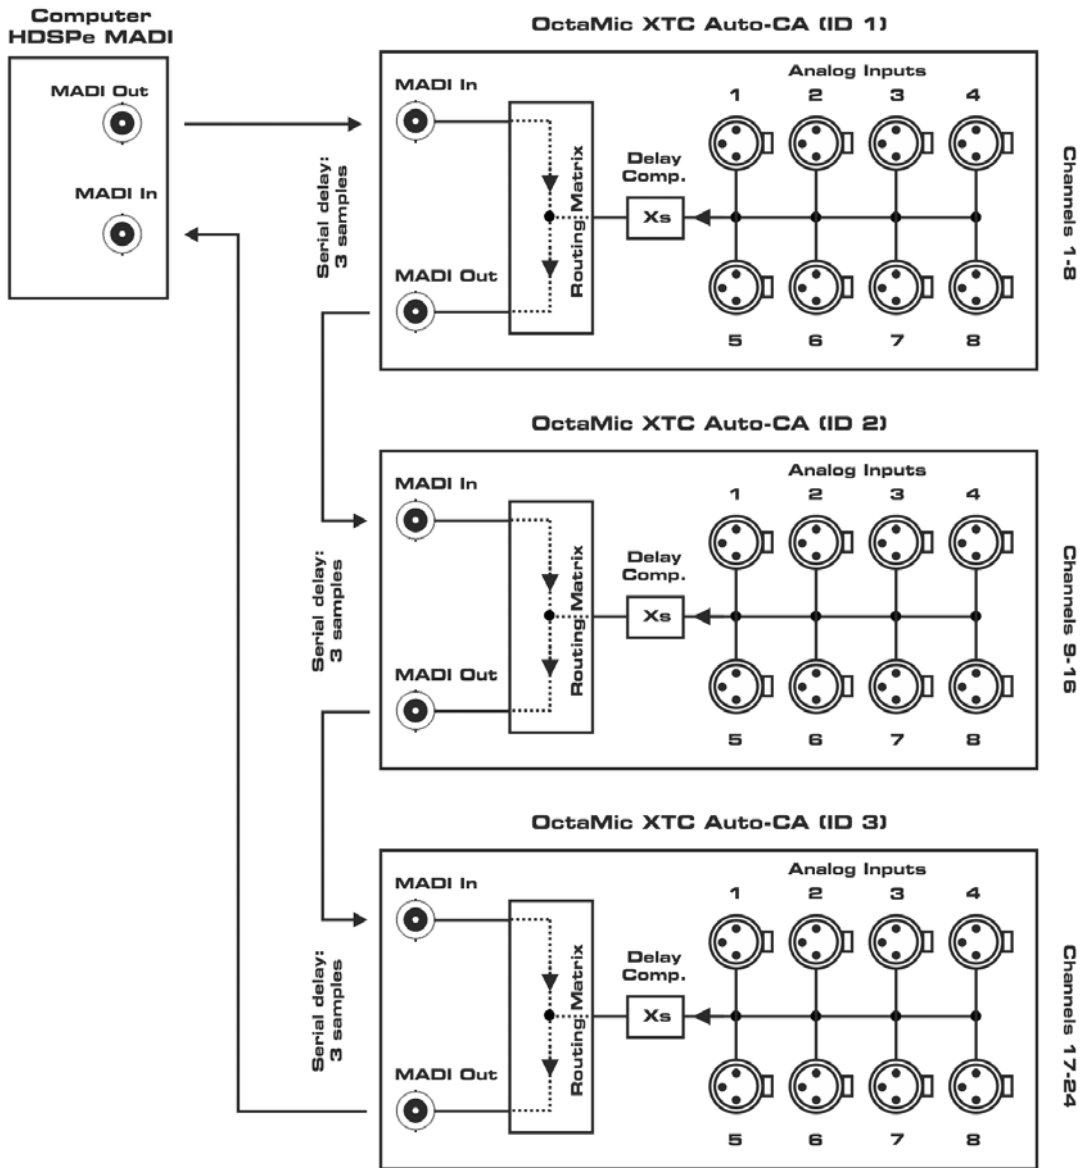 Computer
HDSPe MADI
MADI Out
MADI In
OctaMic XTC Auto-CA (ID 1)
MADI In
Analog Inputs
1 2 3 4
Serial delay:
3 samples
Routing Matrix
Delay
Comp.
Xs
MADI Out
5 6 7 8
Channels 1-8
OctaMic XTC Auto-CA (ID 2)
MADI In
Analog Inputs
1 2 3 4
Serial delay:
3 samples
Routing Matrix
Delay
Comp.
Xs
MADI Out
5 6 7 8
Channels 9-16
OctaMic XTC Auto-CA (ID 3)
MADI In
Analog Inputs
1 2 3 4
Serial delay:
3 samples
Routing Matrix
Delay
Comp.
Xs
MADI Out
5 6 7 8
Channels 17-24